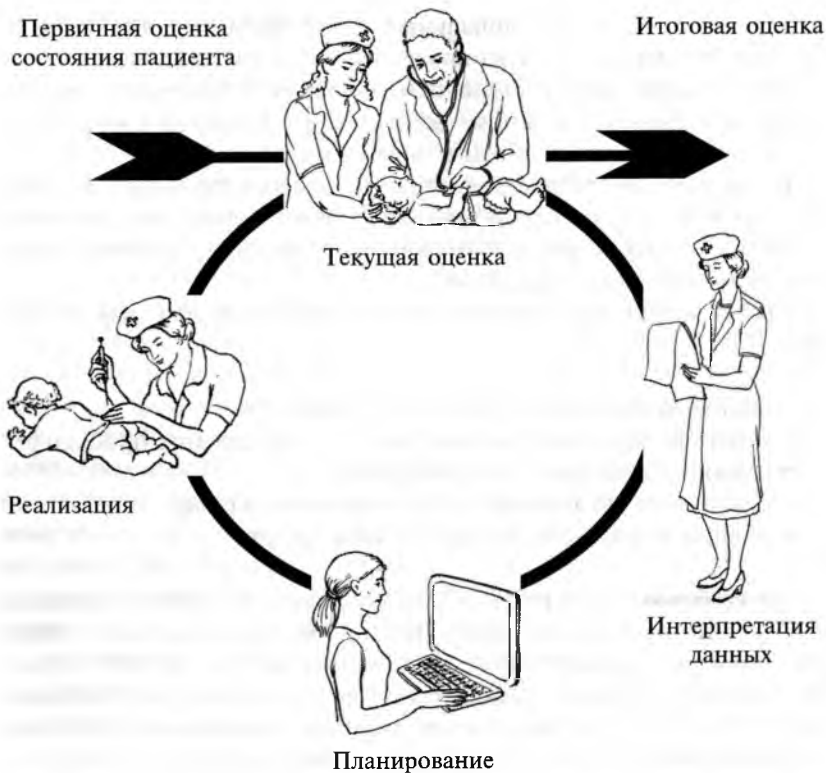 Первичная оценка
состояния пациента
Итоговая оценка
Текущая оценка
Реализация
Интерпретация
данных
Планирование